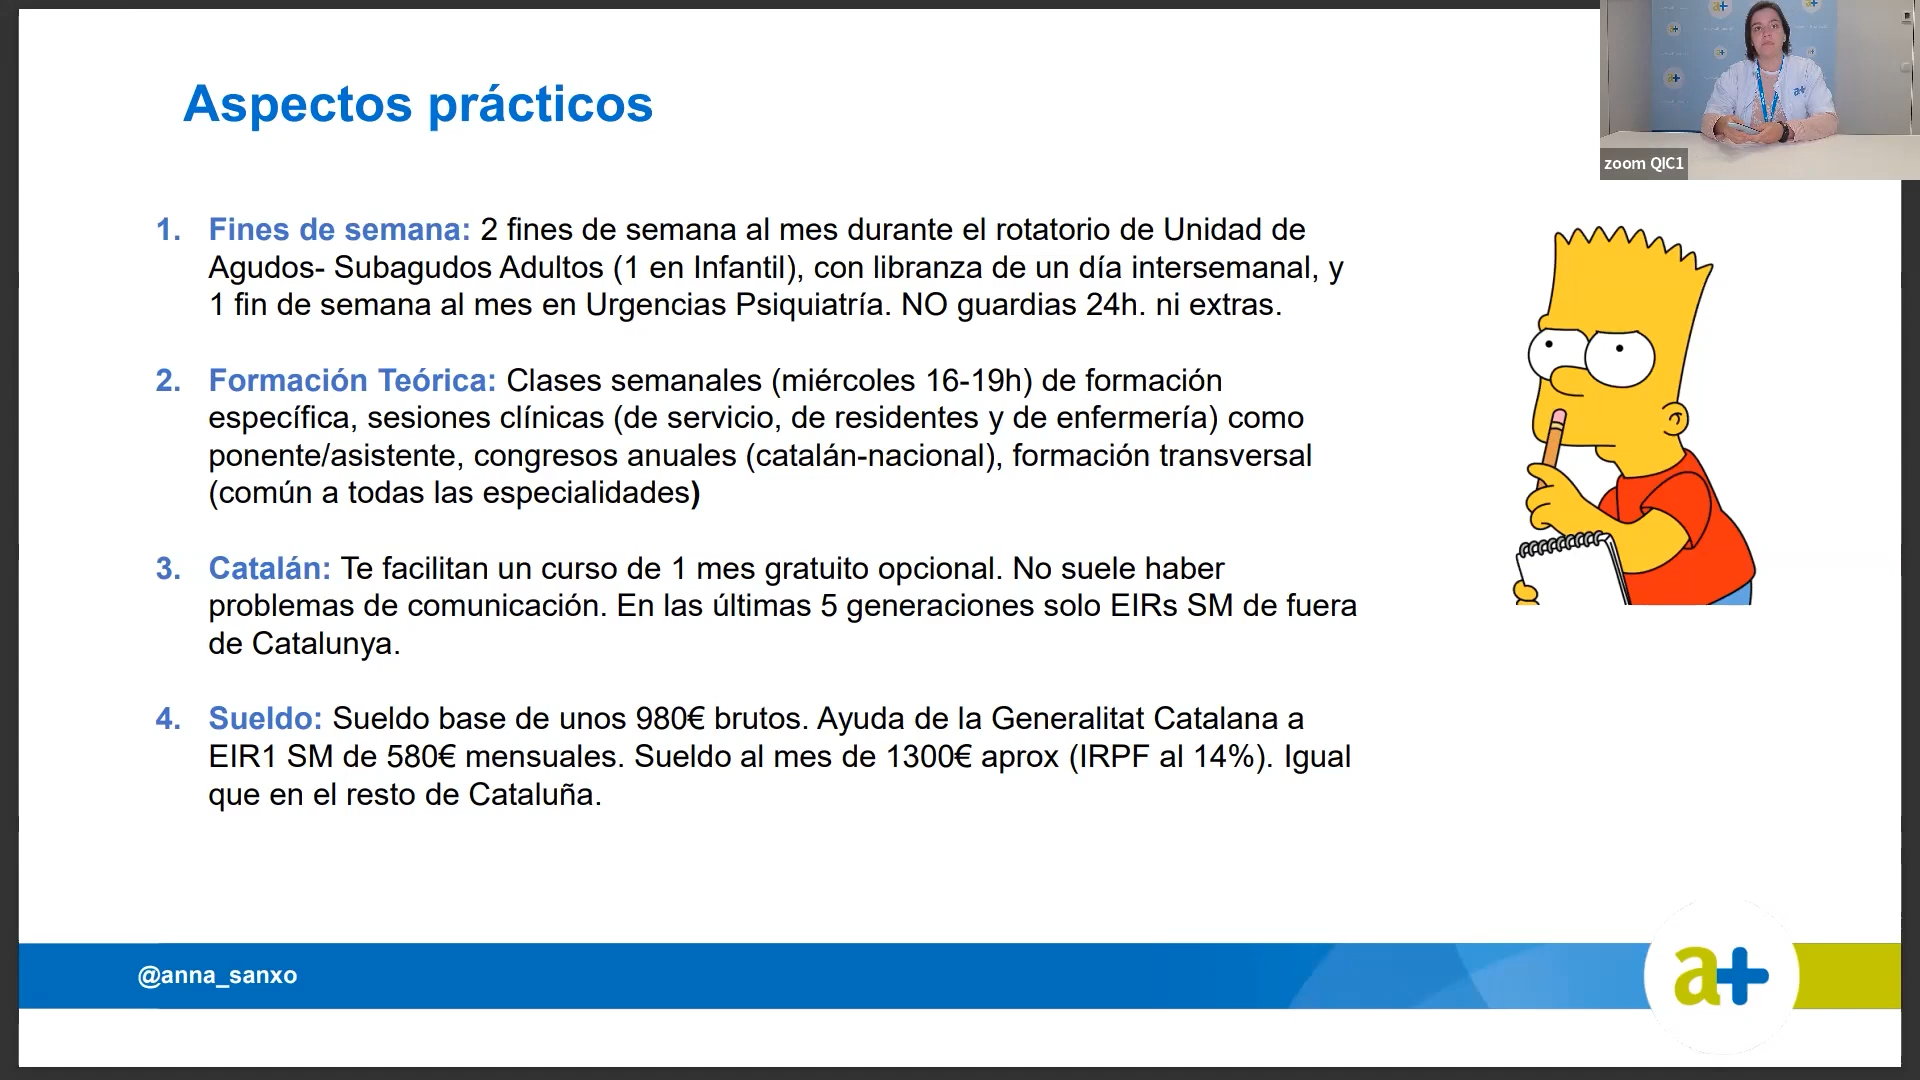 Aspectos prácticos
zoom QIC1
1. Fines de semana: 2 fines de semana al mes durante el rotatorio de Unidad de
Agudos- Subagudos Adultos (1 en Infantil), con libranza de un día intersemanal, y
1 fin de semana al mes en Urgencias Psiquiatría. NO guardias 24h. ni extras.
2. Formación Teórica: Clases semanales (miércoles 16-19h) de formación
específica, sesiones clínicas (de servicio, de residentes y de enfermería) como
ponente/asistente, congresos anuales (catalán-nacional), formación transversal
(común a todas las especialidades)
3. Catalán: Te facilitan un curso de 1 mes gratuito opcional. No suele haber
problemas de comunicación. En las últimas 5 generaciones solo EIRs SM de fuera
de Catalunya.
4. Sueldo: Sueldo base de unos 980€ brutos. Ayuda de la Generalitat Catalana a
EIR1 SM de 580€ mensuales. Sueldo al mes de 1300€ aprox (IRPF al 14%). Igual
que en el resto de Cataluña.
@anna_sanxo
a+